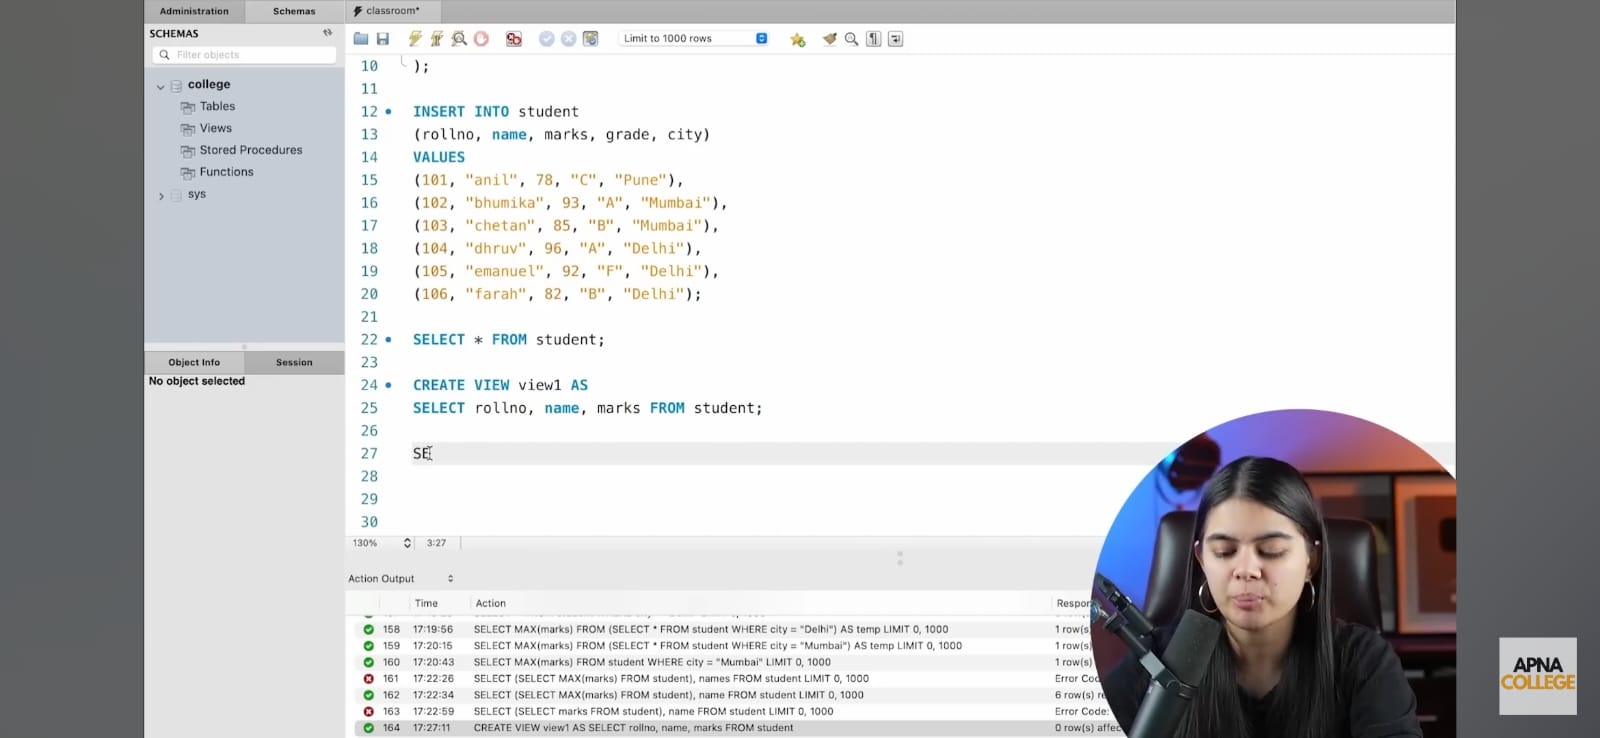 Administration
Schemas
classroom*
SCHEMAS
Filter objects
college
Tables
Views
Stored Procedures
Functions
sys
Object Info
Session
No object selected
Limit to 1000 rows
10 );
11
12 INSERT INTO student
13 (rollno, name, marks, grade, city)
14 VALUES
15 (101, "anil", 78, "C", "Pune"),
16 (102, "bhumika", 93, "A", "Mumbai"),
17 (103, "chetan", 85, "B", "Mumbai"),
18 (104, "dhruv", 96, "A", "Delhi"),
19 (105, "emanuel", 92, "F", "Delhi"),
20 (106, "farah", 82, "B", "Delhi");
21
22 SELECT * FROM student;
23
24 CREATE VIEW view1 AS
25 SELECT rollno, name, marks FROM student;
26
27 SE
28
29
30
130% 3:27
Action Output
Time Action Respon
158 17:19:56 SELECT MAX(marks) FROM (SELECT * FROM student WHERE city = "Delhi") AS temp LIMIT 0, 1000 1 row(s)
159 17:20:15 SELECT MAX(marks) FROM (SELECT * FROM student WHERE city = "Mumbai") AS temp LIMIT 0, 1000 1 row(s)
160 17:20:43 SELECT MAX(marks) FROM student WHERE city = "Mumbai" LIMIT 0, 1000 1 row(s)
161 17:22:26 SELECT (SELECT MAX(marks) FROM student), names FROM student LIMIT 0, 1000 Error Cod
162 17:22:34 SELECT (SELECT MAX(marks) FROM student), name FROM student LIMIT 0, 1000 6 row(s) re
163 17:22:59 SELECT (SELECT marks FROM student), name FROM student LIMIT 0, 1000 Error Code:
164 17:27:11 CREATE VIEW view1 AS SELECT rollno, name, marks FROM student 0 row(s) affec
APNA
COLLEGE